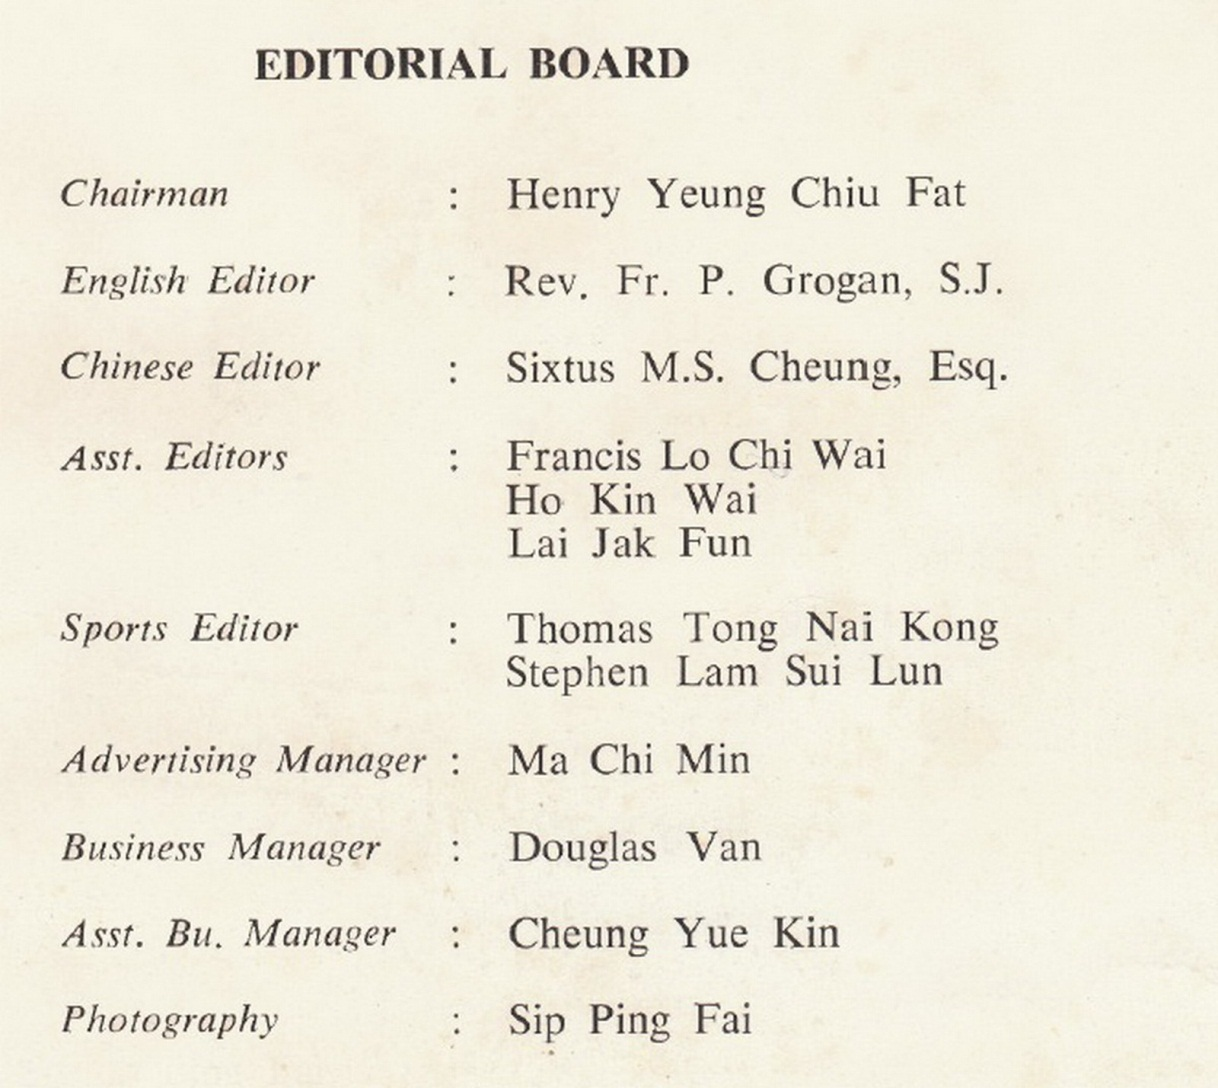 EDITORIAL BOARD
Chairman : Henry Yeung Chiu Fat
English Editor : Rev. Fr. P. Grogan, S.J.
Chinese Editor : Sixtus M.S. Cheung, Esq.
Asst. Editors : Francis Lo Chi Wai
Ho Kin Wai
Lai Jak Fun
Sports Editor : Thomas Tong Nai Kong
Stephen Lam Sui Lun
Advertising Manager : Ma Chi Min
Business Manager : Douglas Van
Asst. Bu. Manager : Cheung Yue Kin
Photography : Sip Ping Fai